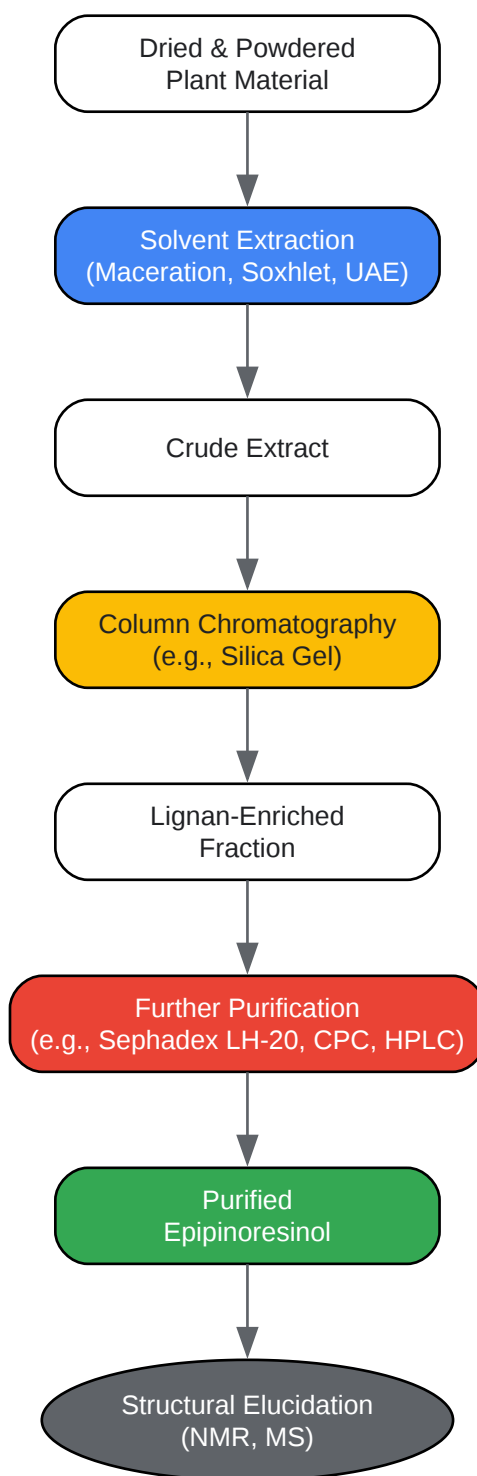 Dried & Powdered
Plant Material
Solvent Extraction
(Maceration, Soxhlet, UAE)
Crude Extract
Column Chromatography
(e.g., Silica Gel)
Lignan-Enriched
Fraction
Further Purification
(e.g., Sephadex LH-20, CPC, HPLC)
Purified
Epipinoresinol
Structural Elucidation
(NMR, MS)